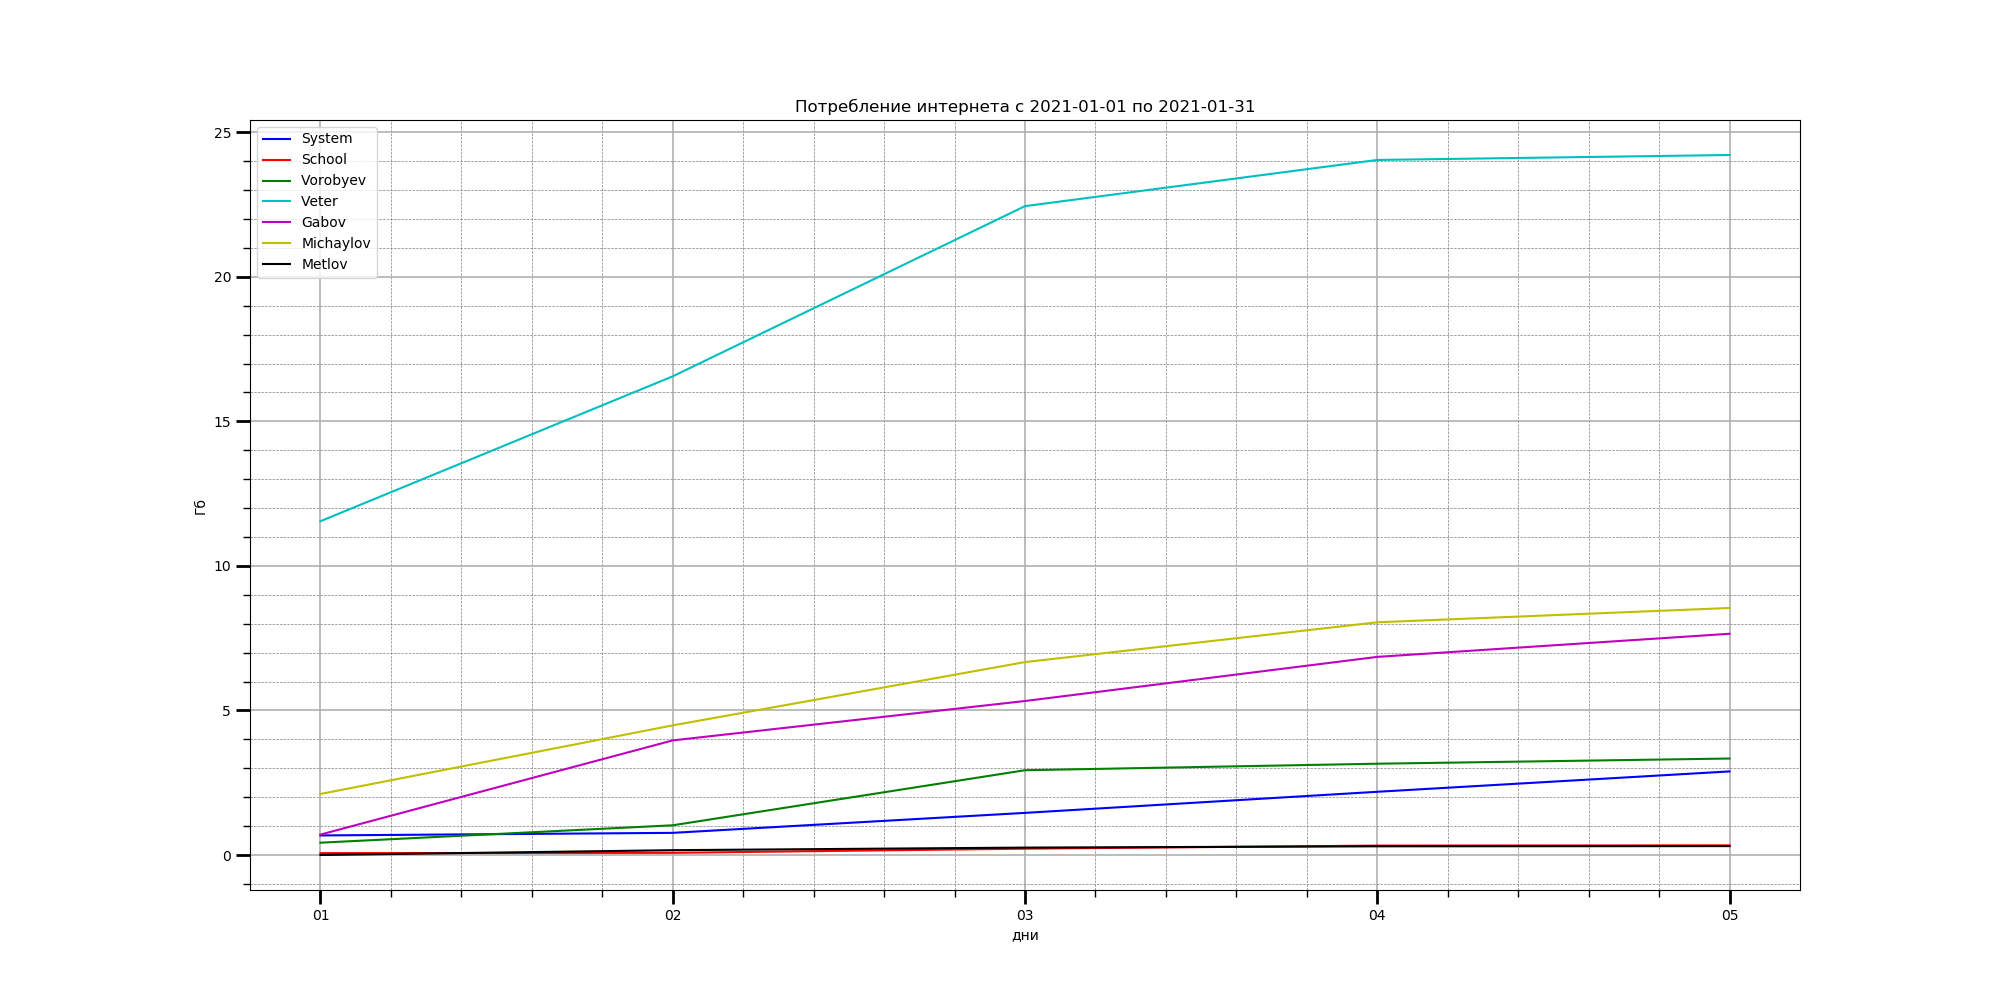 Потребление интернета с 2021-01-01 по 2021-01-31
System
School
Vorobyev
Veter
Gabov
Michaylov
Metlov
25
20
15
10
5
0
Гб
01 02 03 04 05
дни